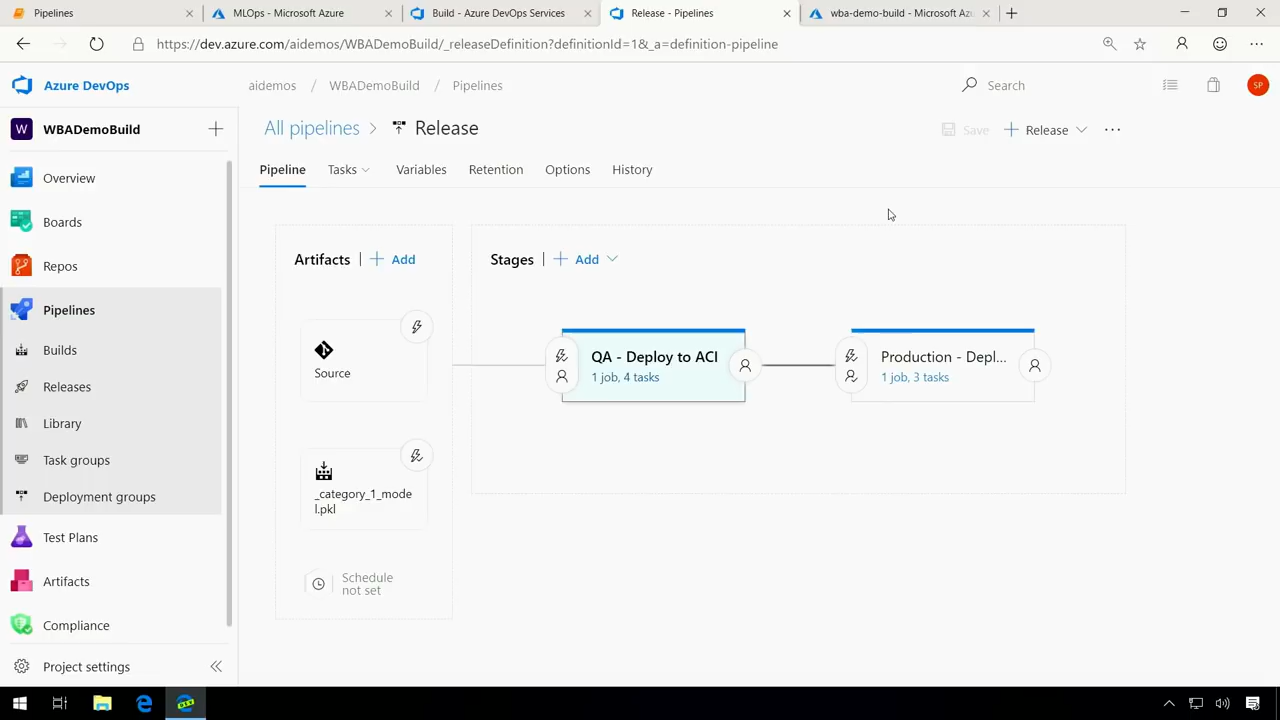 Pipelines
MLOps - Microsoft Azure
Build - Azure DevOps Services
Release - Pipelines
wba-demo-build - Microsoft Azu
https://dev.azure.com/aidemos/WBADemoBuild/_releaseDefinition?definitionId=1&_a=definition-pipeline
Azure DevOps
aidemos / WBADemoBuild / Pipelines
Search
SP
W WBADemoBuild
All pipelines > Release
Save
Release
Pipeline
Tasks
Variables
Retention
Options
History
Overview
Boards
Repos
Pipelines
Builds
Releases
Library
Task groups
Deployment groups
Test Plans
Artifacts
Compliance
Project settings
Artifacts | + Add
Source
_category_1_mode
l.pkl
Schedule
not set
Stages | + Add
QA - Deploy to ACI
1 job, 4 tasks
Production - Depl...
1 job, 3 tasks